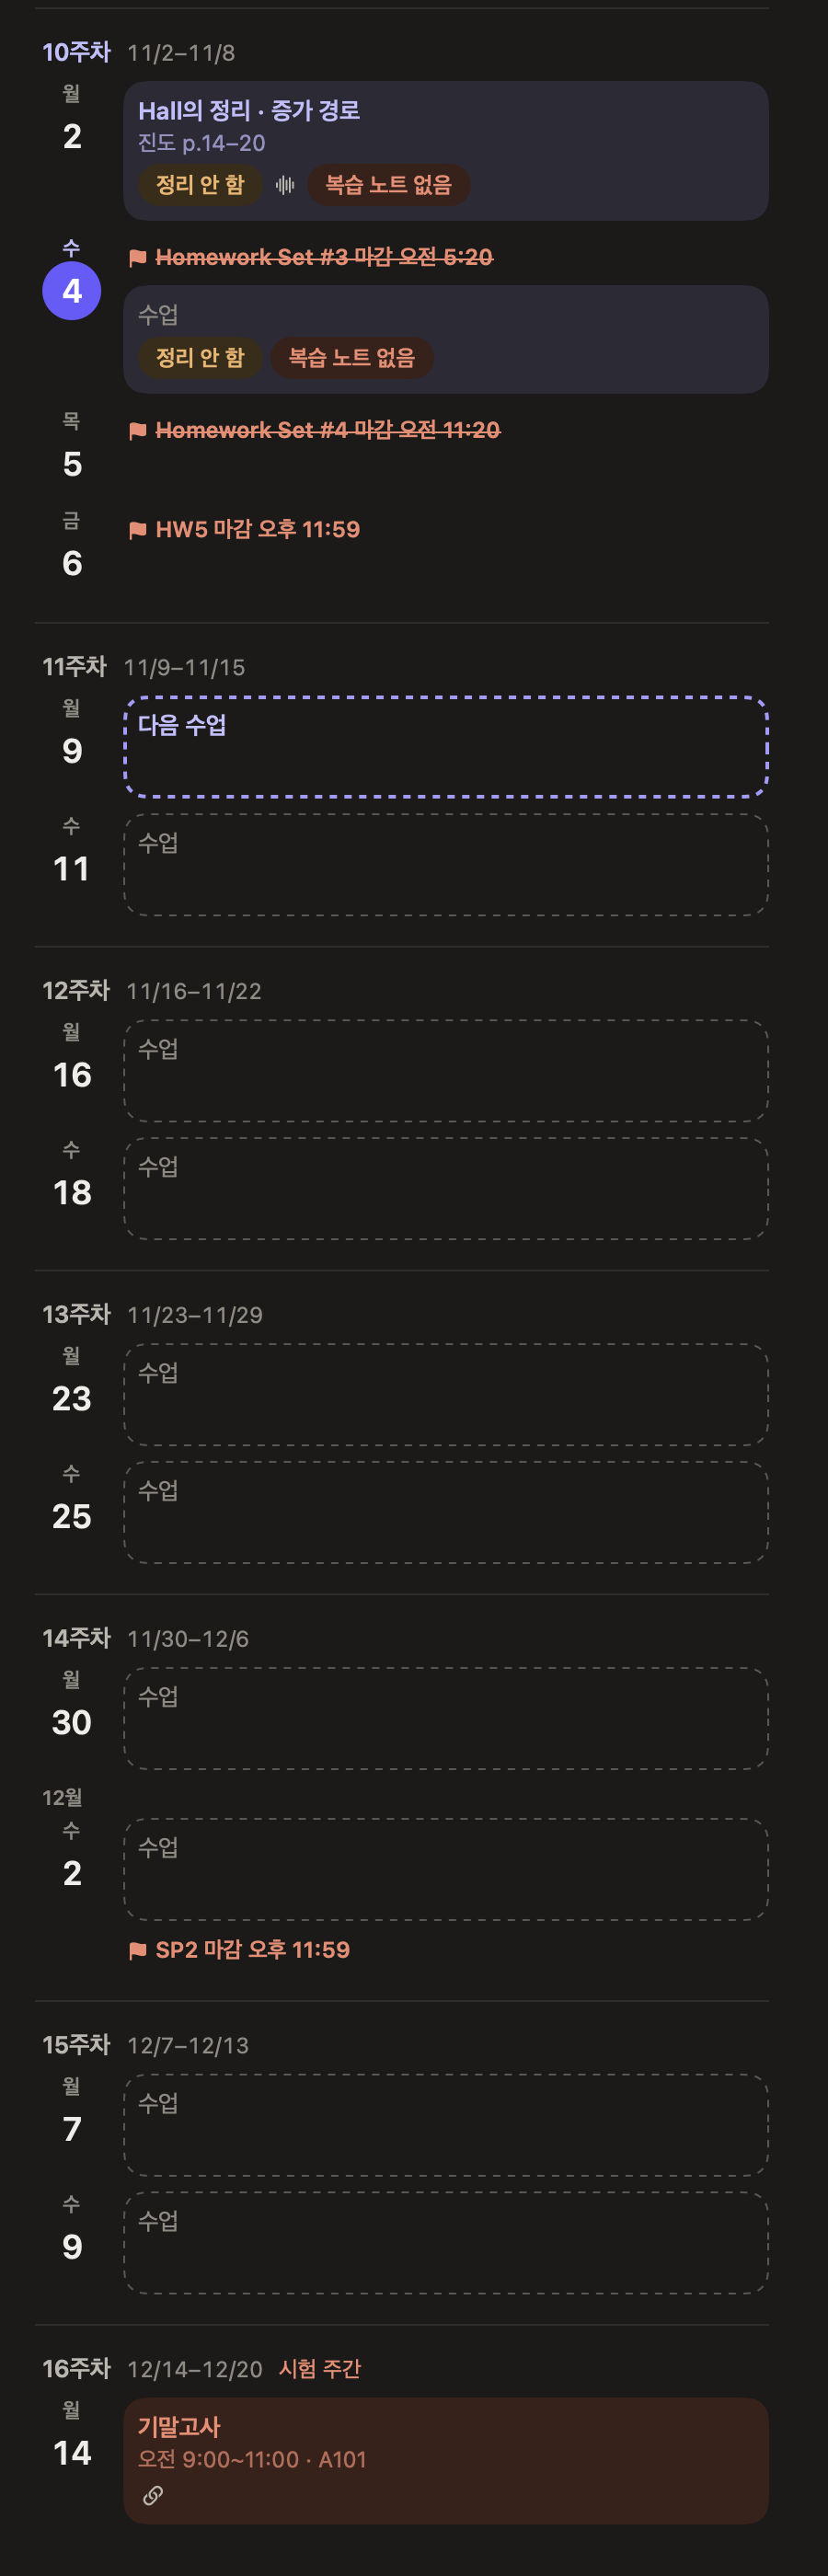 10주차 11/2–11/8
월
2
Hall의 정리 · 증가 경로
진도 p.14–20
정리 안 함 복습 노트 없음
수
4
Homework Set #3 마감 오전 5:20
수업
정리 안 함 복습 노트 없음
목
5
Homework Set #4 마감 오전 11:20
금
6
HW5 마감 오후 11:59
11주차 11/9–11/15
월
9
다음 수업
수
11
수업
12주차 11/16–11/22
월
16
수업
수
18
수업
13주차 11/23–11/29
월
23
수업
수
25
수업
14주차 11/30–12/6
월
30
수업
12월
수
2
수업
SP2 마감 오후 11:59
15주차 12/7–12/13
월
7
수업
수
9
수업
16주차 12/14–12/20 시험 주간
월
14
기말고사
오전 9:00~11:00 · A101